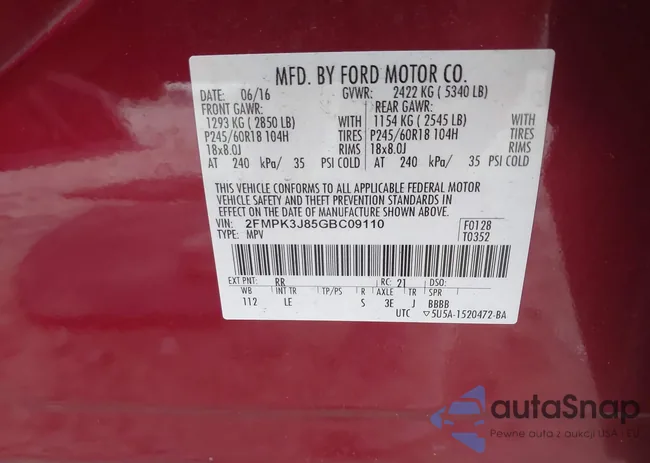 MFD. BY FORD MOTOR CO.
DATE: 06/16 GVWR: 2422 KG ( 5340 LB)
FRONT GAWR: REAR GAWR:
1293 KG ( 2850 LB) WITH 1154 KG ( 2545 LB) WITH
P245/60R18 104H TIRES P245/60R18 104H TIRES
18x8.0J RIMS 18x8.0J RIMS
AT 240 kPa/ 35 PSI COLD AT 240 kPa/ 35 PSI COLD
THIS VEHICLE CONFORMS TO ALL APPLICABLE FEDERAL MOTOR
VEHICLE SAFETY AND THEFT PREVENTION STANDARDS IN
EFFECT ON THE DATE OF MANUFACTURE SHOWN ABOVE.
VIN: 2FMPK3J85GBC09110 F0128
TYPE: MPV T0352
EXT PNT: RR RC: 21 DSO:
WB INT TR TP/PS R AXLE TR SPR
112 LE S 3E J BBBB
UTC ▽5U5A-1520472-BA
autaSnap
Pewne auta z aukcji USA i EU